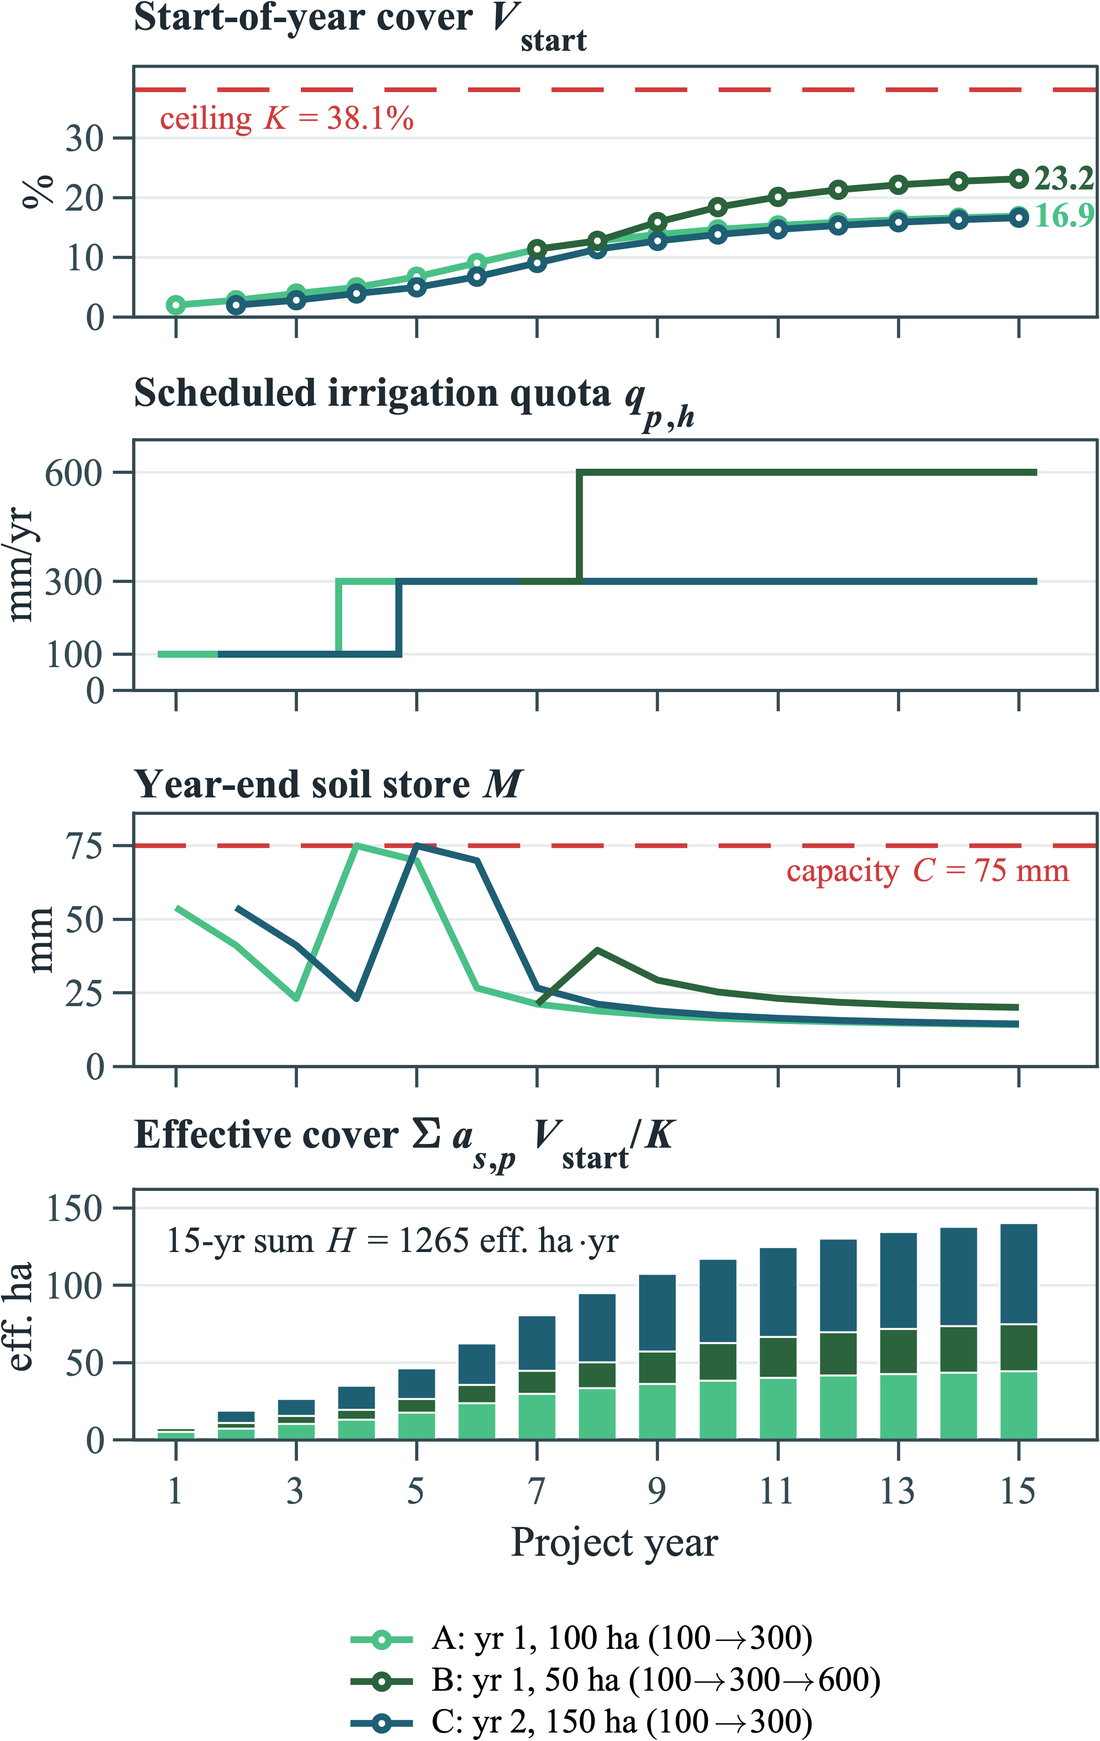 Start-of-year cover V_start
ceiling K = 38.1%
30
20
10
0
%
23.2
16.9
Scheduled irrigation quota q_p,h
600
300
100
0
mm/yr
Year-end soil store M
75
50
25
0
mm
capacity C = 75 mm
Effective cover Σ a_s,p V_start/K
150
100
50
0
eff. ha
15-yr sum H = 1265 eff. ha·yr
1 3 5 7 9 11 13 15
Project year
A: yr 1, 100 ha (100→300)
B: yr 1, 50 ha (100→300→600)
C: yr 2, 150 ha (100→300)